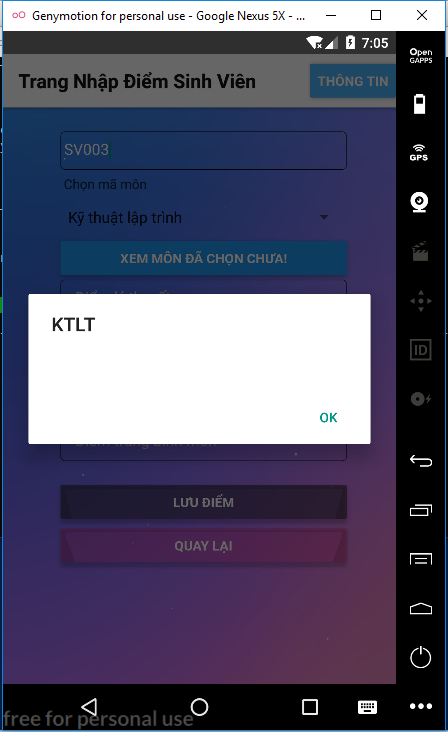 Genymotion for personal use - Google Nexus 5X - ...
7:05
Trang Nhập Điểm Sinh Viên
THÔNG TIN
SV003
Chọn mã môn
Kỹ thuật lập trình
XEM MÔN ĐÃ CHỌN CHƯA!
KTLT
OK
LƯU ĐIỂM
QUAY LẠI
Open
GAPPS
GPS
ID
free for personal use